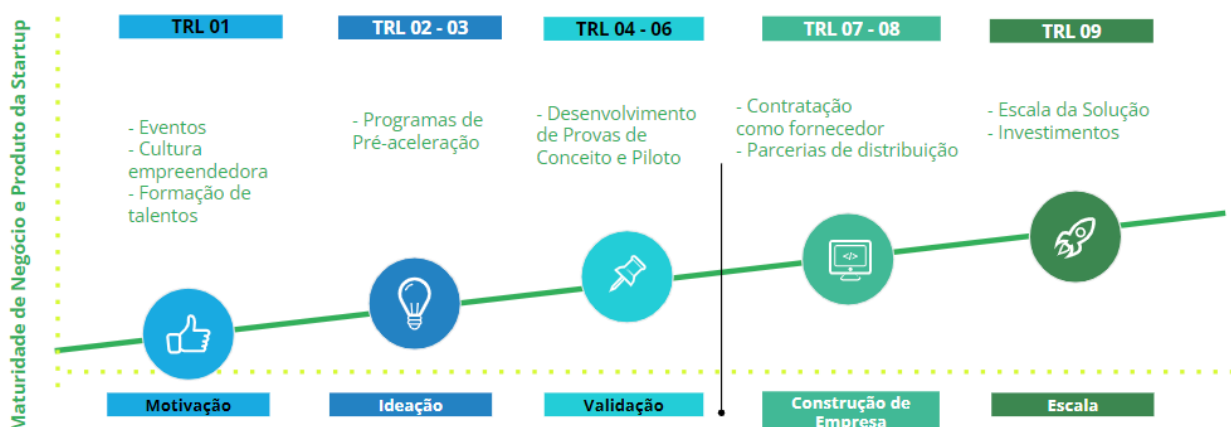 Maturidade de Negócio e Produto da Startup
TRL 01
TRL 02 - 03
TRL 04 - 06
TRL 07 - 08
TRL 09
- Eventos
- Cultura
empreendedora
- Formação de
talentos
- Programas de
Pré-aceleração
- Desenvolvimento
de Provas de
Conceito e Piloto
- Contratação
como fornecedor
- Parcerias de distribuição
- Escala da Solução
- Investimentos
</>
Motivação
Ideação
Validação
Construção de
Empresa
Escala